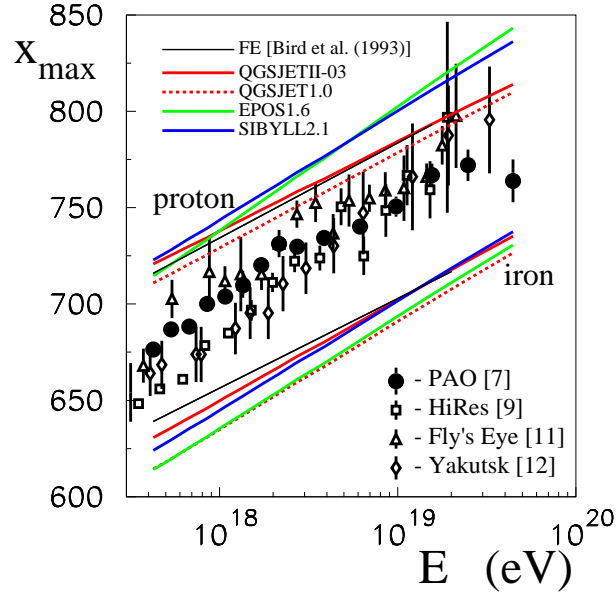 850
x_max
FE [Bird et al. (1993)]
QGSJETII-03
QGSJET1.0
EPOS1.6
SIBYLL2.1
800
proton
750
700
iron
650
- PAO [7]
- HiRes [9]
- Fly's Eye [11]
- Yakutsk [12]
600
10^18
10^19
10^20
E (eV)